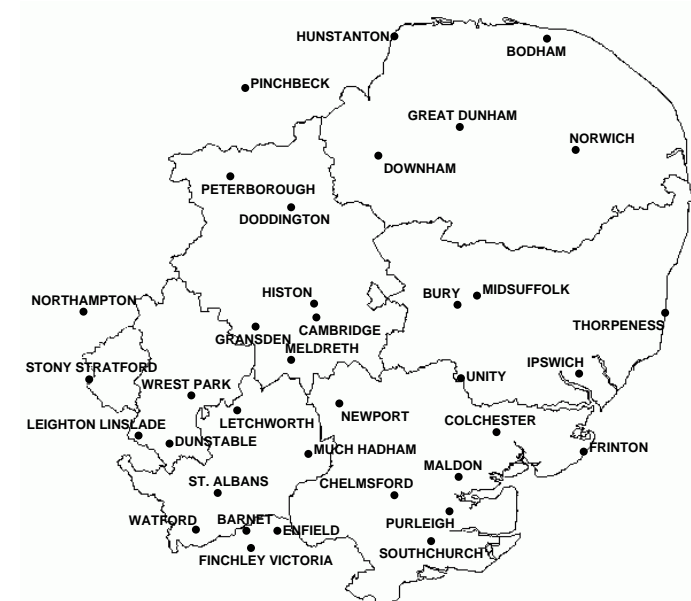 HUNSTANTON
BODHAM
PINCHBECK
GREAT DUNHAM
NORWICH
DOWNHAM
PETERBOROUGH
DODDINGTON
HISTON
BURY
MIDSUFFOLK
NORTHAMPTON
CAMBRIDGE
THORPENESS
GRANSDEN
MELDRETH
IPSWICH
STONY STRATFORD
UNITY
WREST PARK
NEWPORT
LETCHWORTH
COLCHESTER
LEIGHTON LINSLADE
DUNSTABLE
MUCH HADHAM
FRINTON
MALDON
ST. ALBANS
CHELMSFORD
WATFORD
BARNET
ENFIELD
PURLEIGH
SOUTHCHURCH
FINCHLEY VICTORIA